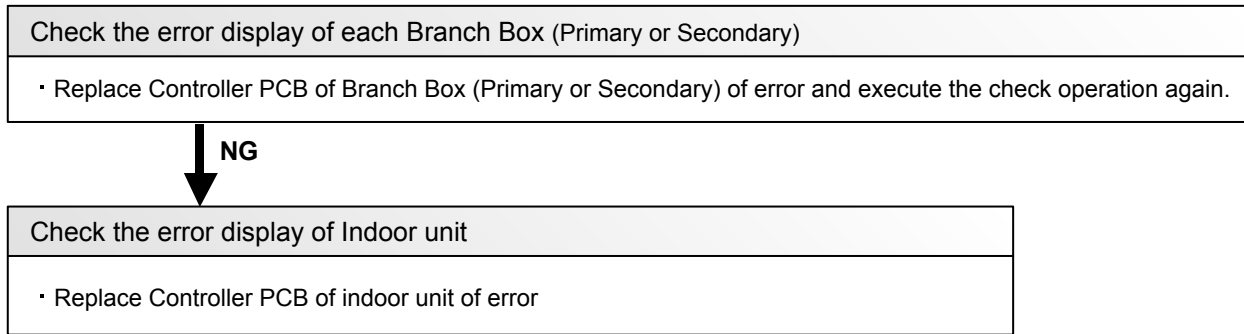 Check the error display of each Branch Box (Primary or Secondary)
・Replace Controller PCB of Branch Box (Primary or Secondary) of error and execute the check operation again.
NG
Check the error display of Indoor unit
・Replace Controller PCB of indoor unit of error